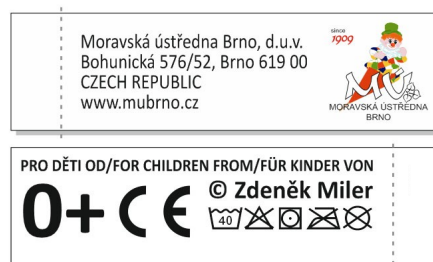 Moravská ústředna Brno, d.u.v.
Bohunická 576/52, Brno 619 00
CZECH REPUBLIC
www.mubrno.cz
since
1909
MÚ
MORAVSKÁ ÚSTŘEDNA
BRNO
PRO DĚTI OD/FOR CHILDREN FROM/FÜR KINDER VON
0+ CE
© Zdeněk Miler
40